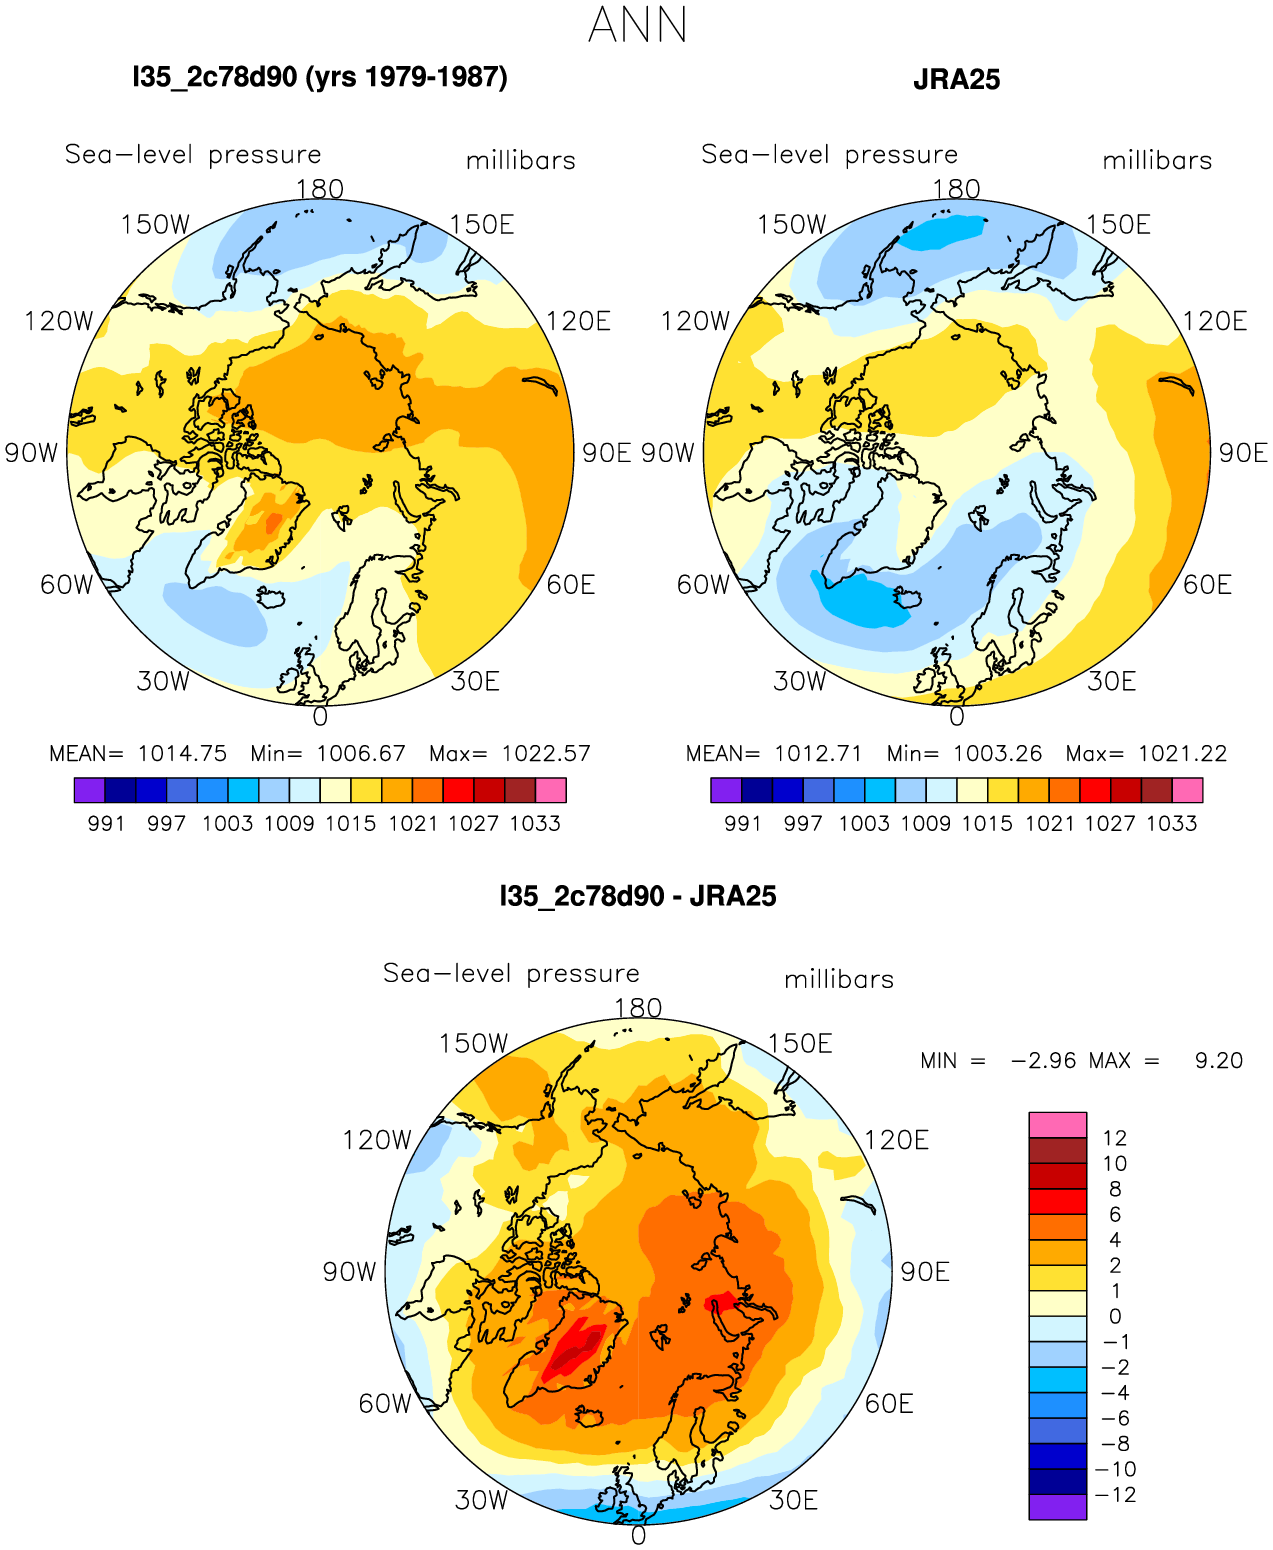 ANN
I35_2c78d90 (yrs 1979-1987)
JRA25
Sea-level pressure
millibars
Sea-level pressure
millibars
180
150W
150E
120W
120E
90W
90E
60W
60E
30W
30E
0
180
150W
150E
120W
120E
90W
90E
60W
60E
30W
30E
0
MEAN= 1014.75 Min= 1006.67 Max= 1022.57
991 997 1003 1009 1015 1021 1027 1033
MEAN= 1012.71 Min= 1003.26 Max= 1021.22
991 997 1003 1009 1015 1021 1027 1033
I35_2c78d90 - JRA25
Sea-level pressure
millibars
180
150W
150E
120W
120E
90W
90E
60W
60E
30W
30E
0
MIN = -2.96 MAX = 9.20
12
10
8
6
4
2
1
0
-1
-2
-4
-6
-8
-10
-12